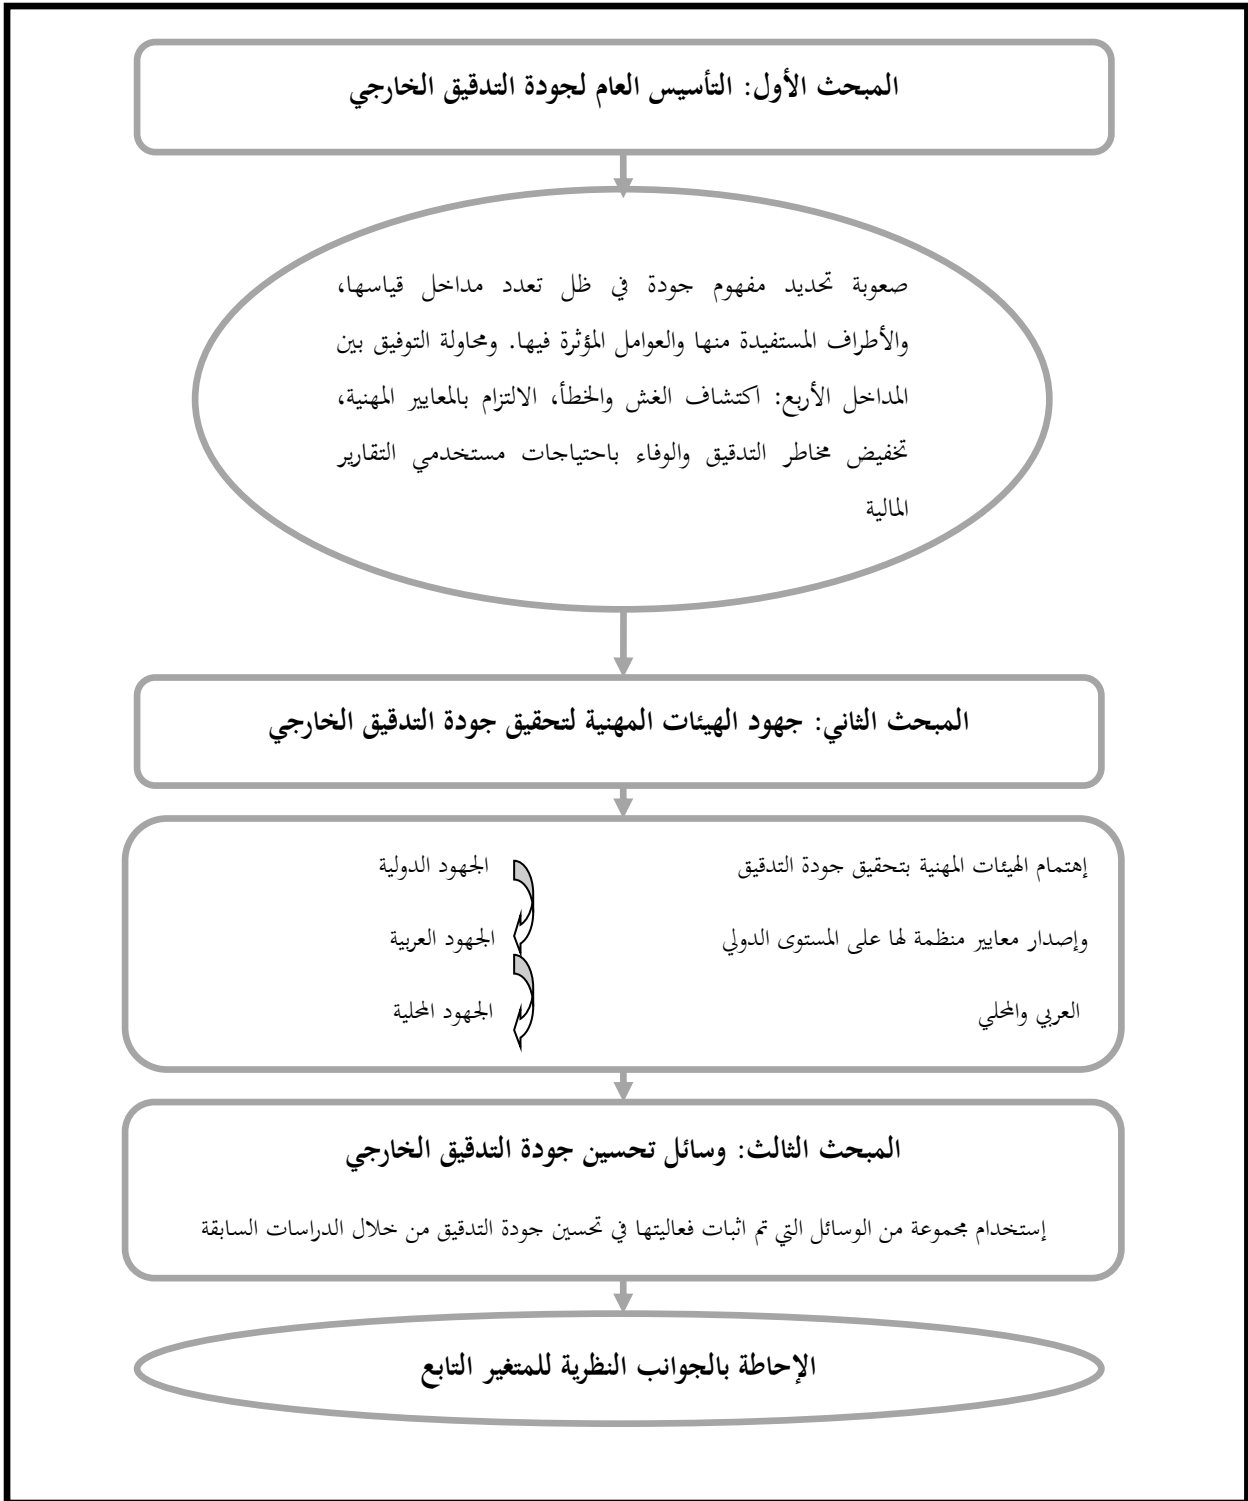 المبحث الأول: التأسيس العام لجودة التدقيق الخارجي
صعوبة تحديد مفهوم جودة في ظل تعدد مداخل قياسها،
والأطراف المستفيدة منها والعوامل المؤثرة فيها. ومحاولة التوفيق بين
المداخل الأربع: اكتشاف الغش والخطأ، الالتزام بالمعايير المهنية،
تخفيض مخاطر التدقيق والوفاء باحتياجات مستخدمي التقارير
المالية
المبحث الثاني: جهود الهيئات المهنية لتحقيق جودة التدقيق الخارجي
إهتمام الهيئات المهنية بتحقيق جودة التدقيق الجهود الدولية
وإصدار معايير منظمة لها على المستوى الدولي الجهود العربية
العربي والمحلي الجهود المحلية
المبحث الثالث: وسائل تحسين جودة التدقيق الخارجي
إستخدام مجموعة من الوسائل التي تم اثبات فعاليتها في تحسين جودة التدقيق من خلال الدراسات السابقة
الإحاطة بالجوانب النظرية للمتغير التابع